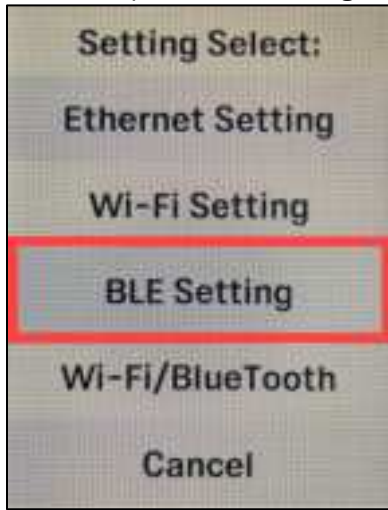 Setting Select:
Ethernet Setting
Wi-Fi Setting
BLE Setting
Wi-Fi/BlueTooth
Cancel